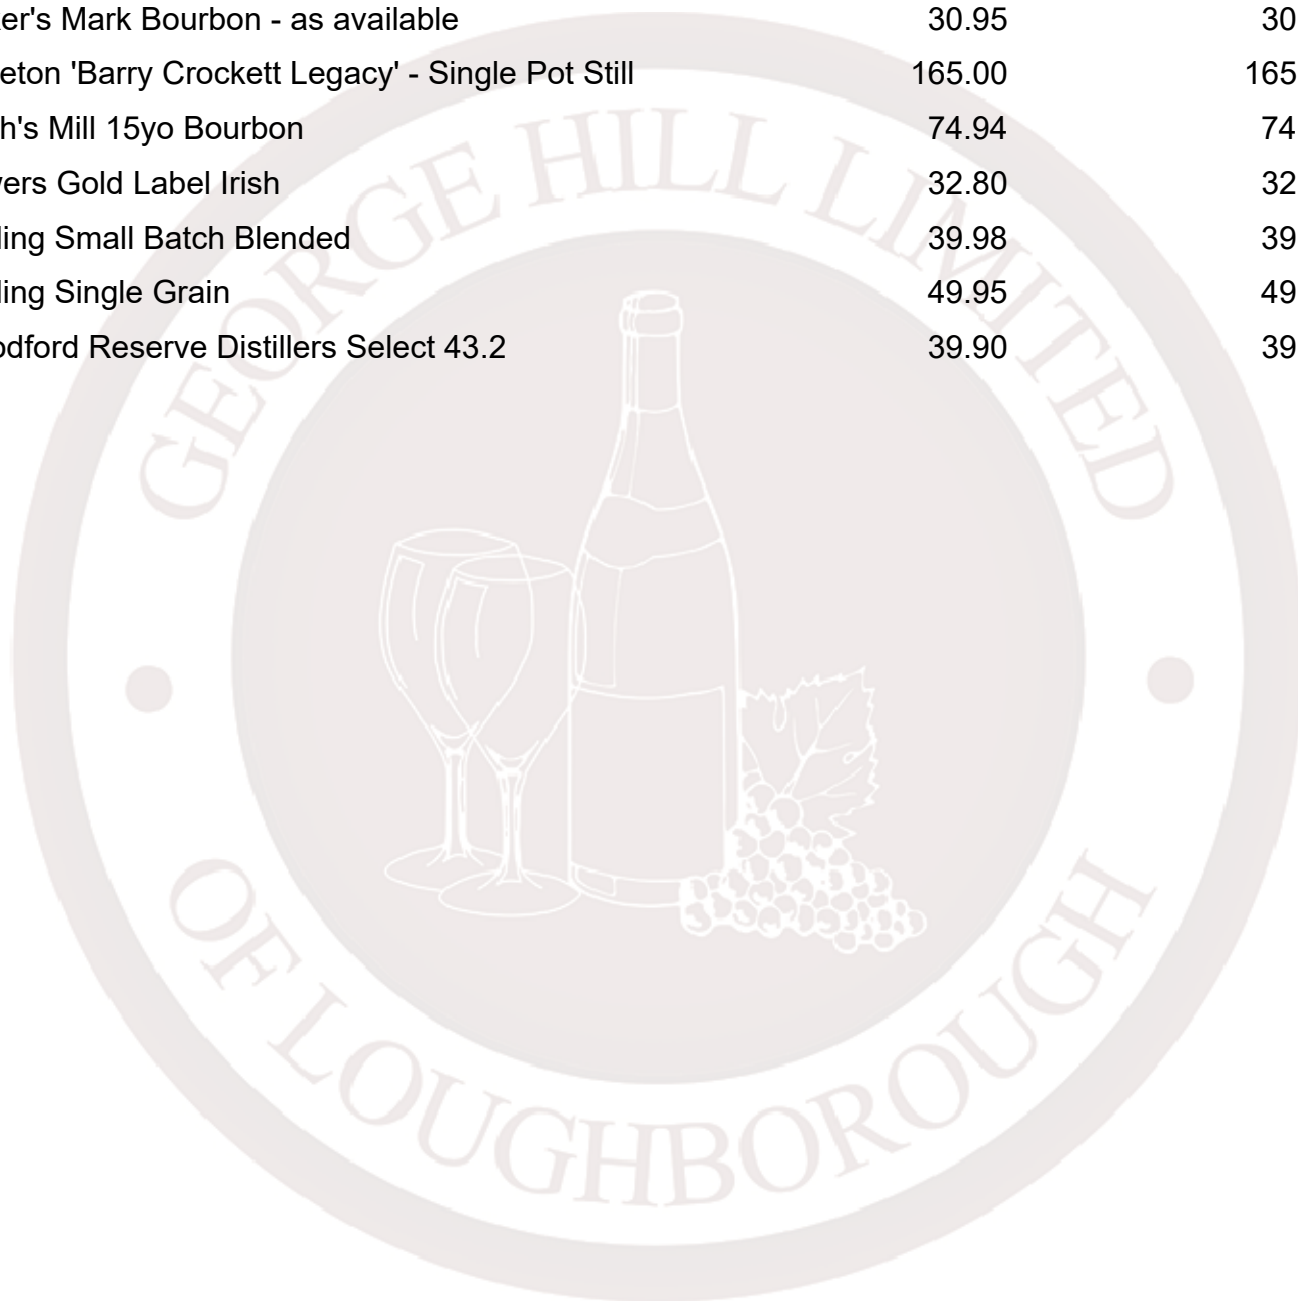 er's Mark Bourbon - as available 30.95 30
eton 'Barry Crockett Legacy' - Single Pot Still 165.00 165
h's Mill 15yo Bourbon 74.94 74
ers Gold Label Irish 32.80 32
ling Small Batch Blended 39.98 39
ling Single Grain 49.95 49
odford Reserve Distillers Select 43.2 39.90 39
GEORGE HILL LIMITED
OF LOUGHBOROUGH